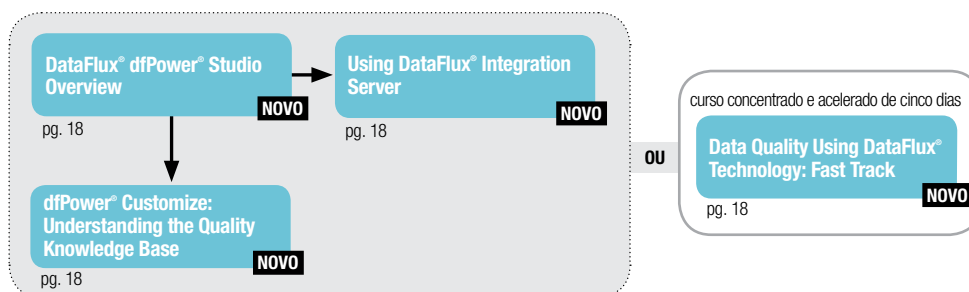 DataFlux® dfPower® Studio
Overview
NOVO
pg. 18
Using DataFlux® Integration
Server
NOVO
pg. 18
dfPower® Customize:
Understanding the Quality
Knowledge Base
NOVO
pg. 18
OU
curso concentrado e acelerado de cinco dias
Data Quality Using DataFlux®
Technology: Fast Track
NOVO
pg. 18